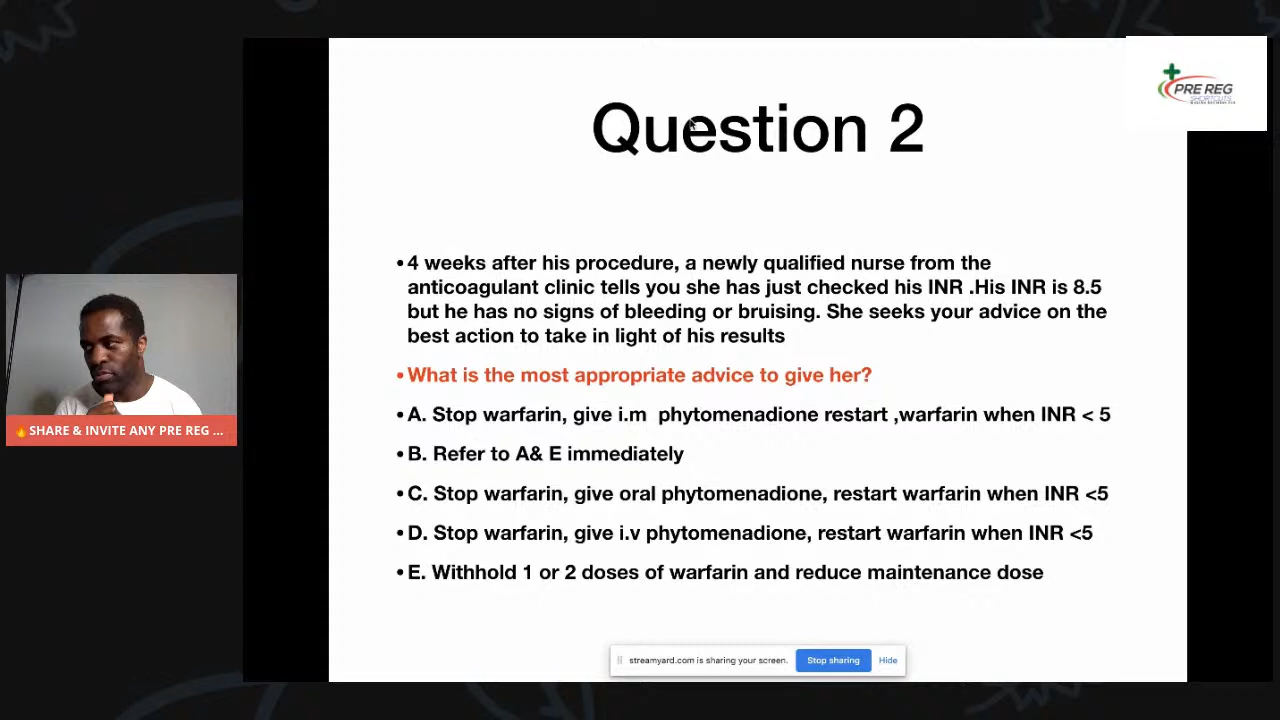 PRE REG
SHORTCUTS
Question 2
•4 weeks after his procedure, a newly qualified nurse from the
anticoagulant clinic tells you she has just checked his INR .His INR is 8.5
but he has no signs of bleeding or bruising. She seeks your advice on the
best action to take in light of his results
•What is the most appropriate advice to give her?
•A. Stop warfarin, give i.m phytomenadione restart ,warfarin when INR < 5
•B. Refer to A& E immediately
•C. Stop warfarin, give oral phytomenadione, restart warfarin when INR <5
•D. Stop warfarin, give i.v phytomenadione, restart warfarin when INR <5
•E. Withhold 1 or 2 doses of warfarin and reduce maintenance dose
🔥SHARE & INVITE ANY PRE REG ...
streamyard.com is sharing your screen. Stop sharing Hide